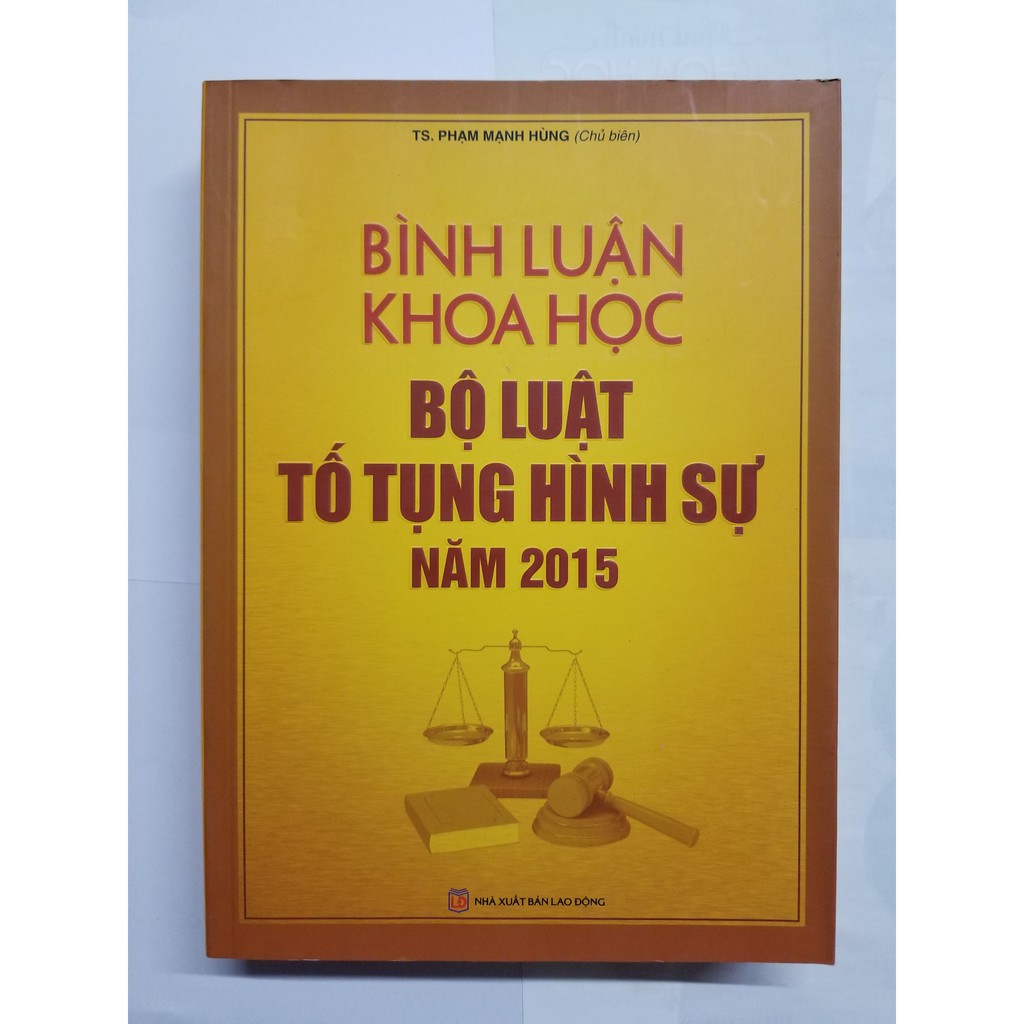 TS. PHẠM MẠNH HÙNG (Chủ biên)
BÌNH LUẬN
KHOA HỌC
BỘ LUẬT
TỐ TỤNG HÌNH SỰ
NĂM 2015
LĐ NHÀ XUẤT BẢN LAO ĐỘNG